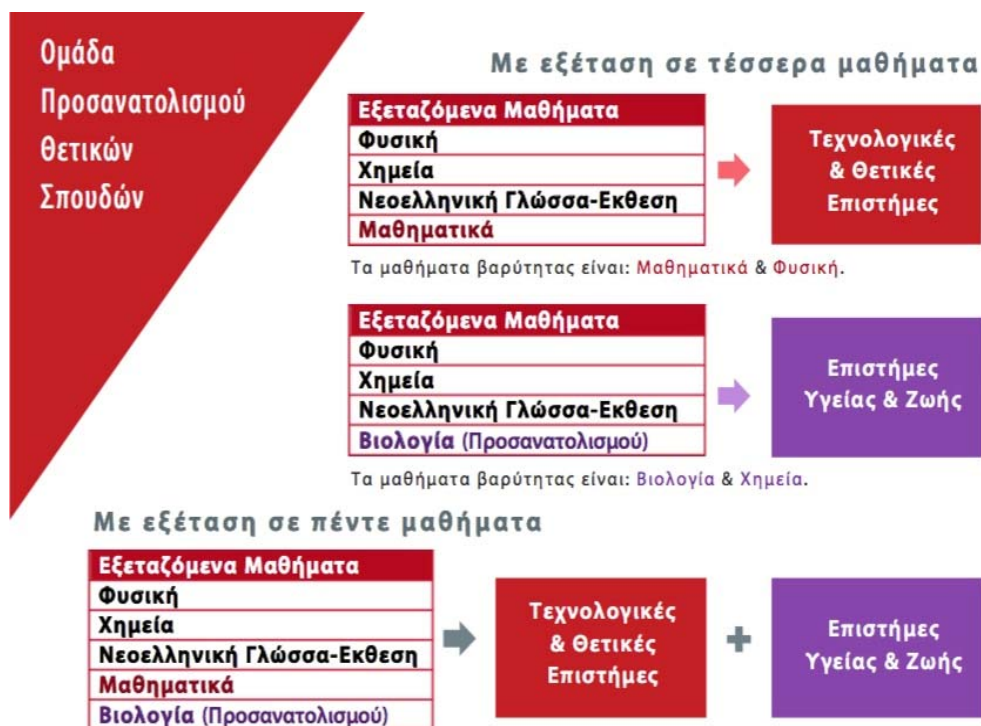 Ομάδα
Προσανατολισμού
Θετικών
Σπουδών
Με εξέταση σε τέσσερα μαθήματα
Εξεταζόμενα Μαθήματα
Φυσική
Χημεία
Νεοελληνική Γλώσσα-Εκθεση
Μαθηματικά
Τεχνολογικές
& Θετικές
Επιστήμες
Τα μαθήματα βαρύτητας είναι: Μαθηματικά & Φυσική.
Εξεταζόμενα Μαθήματα
Φυσική
Χημεία
Νεοελληνική Γλώσσα-Εκθεση
Βιολογία (Προσανατολισμού)
Επιστήμες
Υγείας & Ζωής
Τα μαθήματα βαρύτητας είναι: Βιολογία & Χημεία.
Με εξέταση σε πέντε μαθήματα
Εξεταζόμενα Μαθήματα
Φυσική
Χημεία
Νεοελληνική Γλώσσα-Εκθεση
Μαθηματικά
Βιολογία (Προσανατολισμού)
Τεχνολογικές
& Θετικές
Επιστήμες
+
Επιστήμες
Υγείας & Ζωής